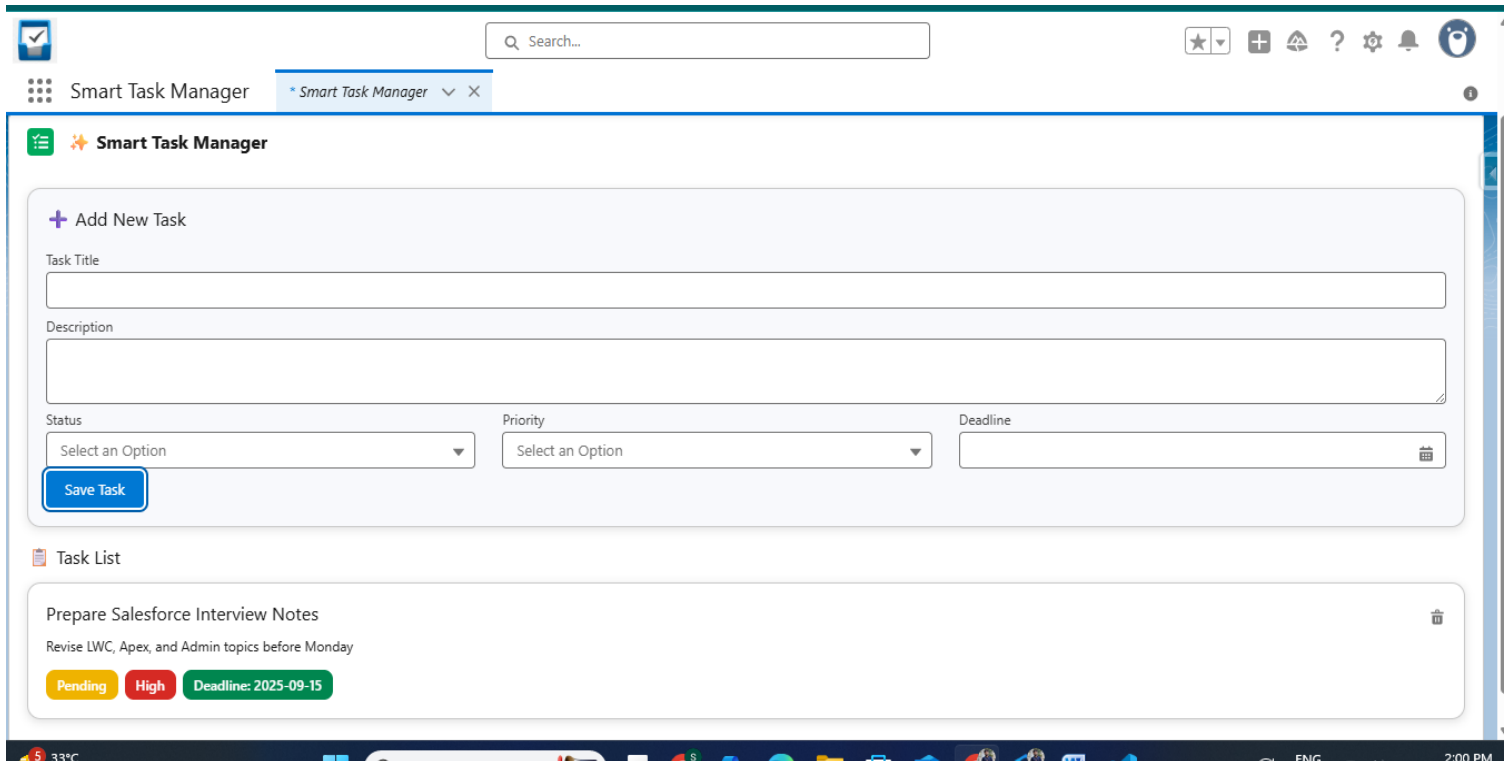 Search...
Smart Task Manager
* Smart Task Manager
✨ Smart Task Manager
➕ Add New Task
Task Title
Description
Status Priority Deadline
Select an Option Select an Option
Save Task
📋 Task List
Prepare Salesforce Interview Notes
Revise LWC, Apex, and Admin topics before Monday
Pending High Deadline: 2025-09-15
5 33°C S ENG 2:00 PM